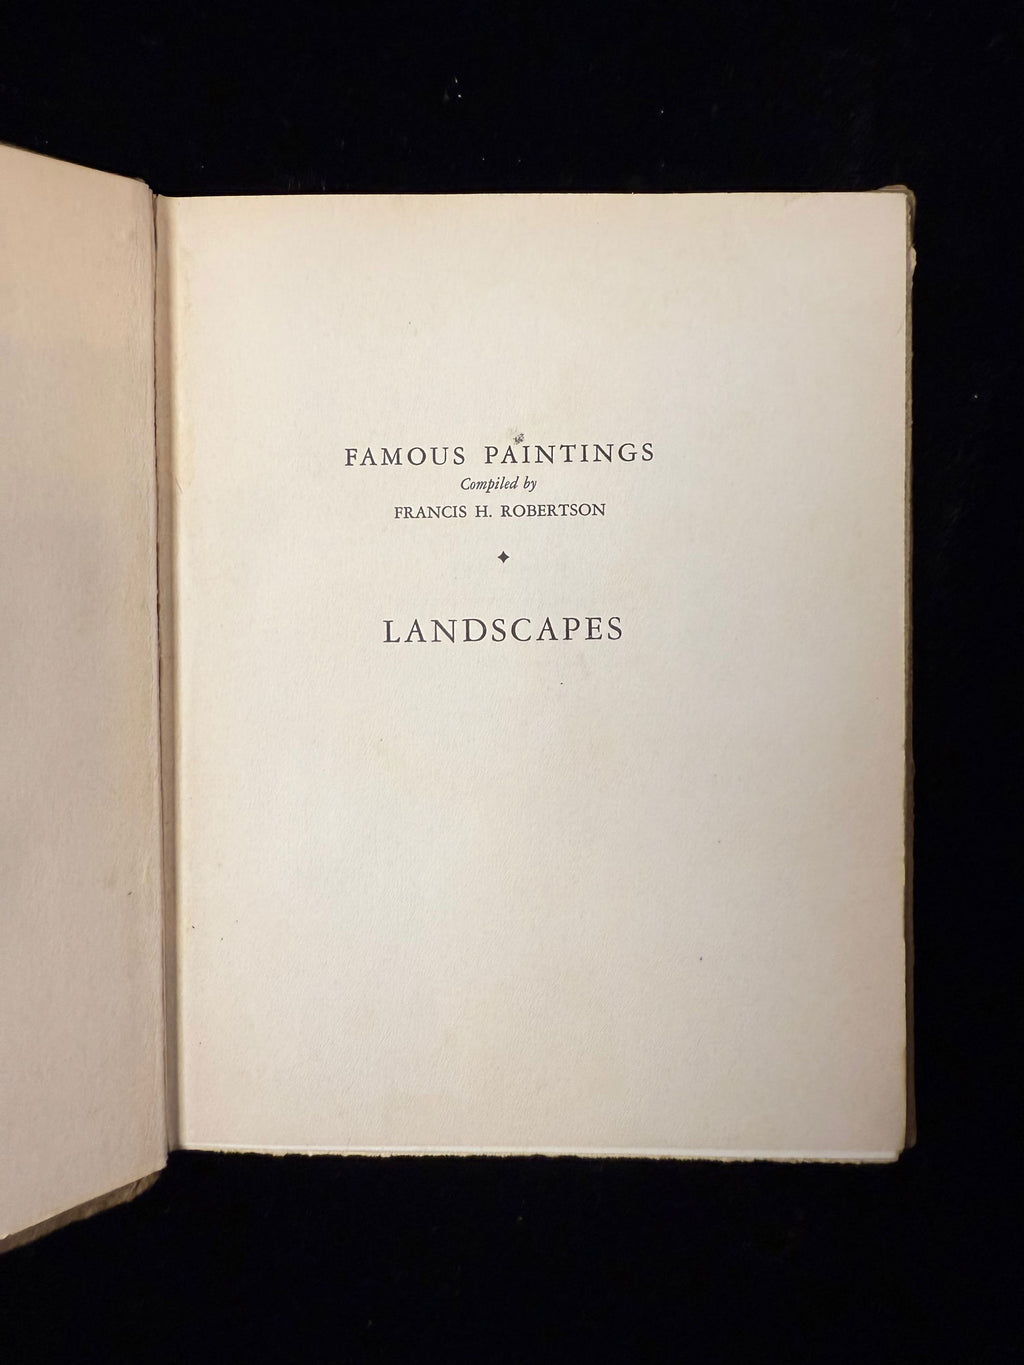 FAMOUS PAINTINGS
Compiled by
FRANCIS H. ROBERTSON
LANDSCAPES